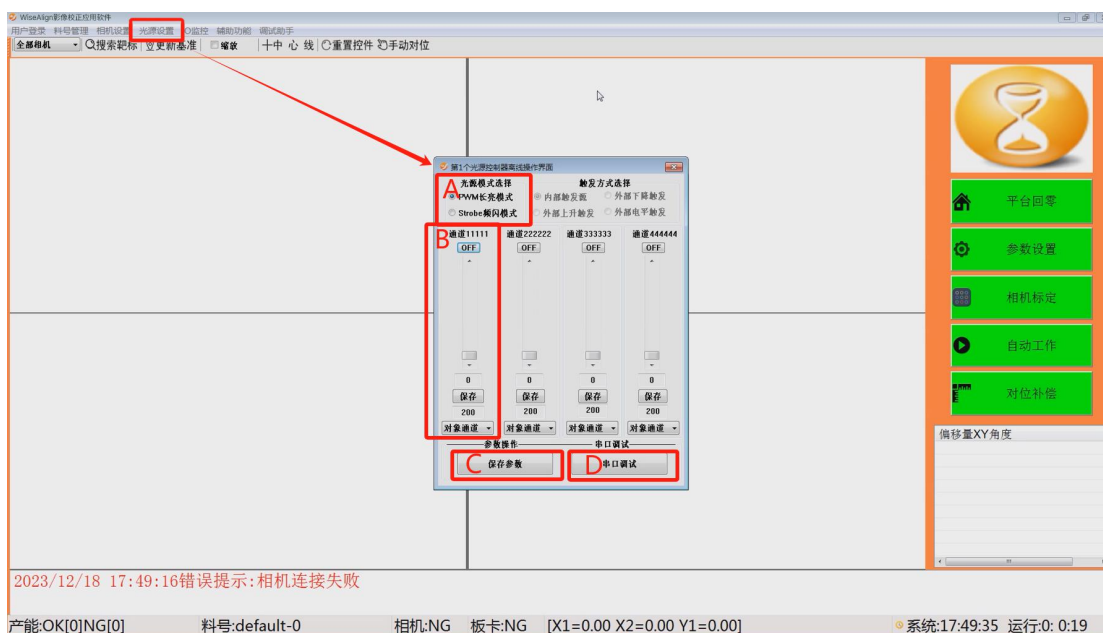 WiseAlign影像校正应用软件
用户登录 料号管理 相机设置 光源设置 IO监控 辅助功能 调试助手
全部相机 搜索靶标 更新基准 缩放 十中 心 线 重置控件 手动对位
第1个光源控制器离线操作界面
光源模式选择 触发方式选择
A
PWM长亮模式 内部触发源 外部下降触发
Strobe频闪模式 外部上升触发 外部电平触发
B
通道11111 通道222222 通道333333 通道444444
OFF OFF OFF OFF
0 0 0 0
保存 保存 保存 保存
200 200 200 200
对象通道 对象通道 对象通道 对象通道
参数操作 串口调试
C 保存参数 D 串口调试
平台回零
参数设置
相机标定
自动工作
对位补偿
偏移量XY角度
2023/12/18 17:49:16错误提示:相机连接失败
产能:OK[0]NG[0] 料号:default-0 相机:NG 板卡:NG [X1=0.00 X2=0.00 Y1=0.00] 系统:17:49:35 运行:0: 0:19